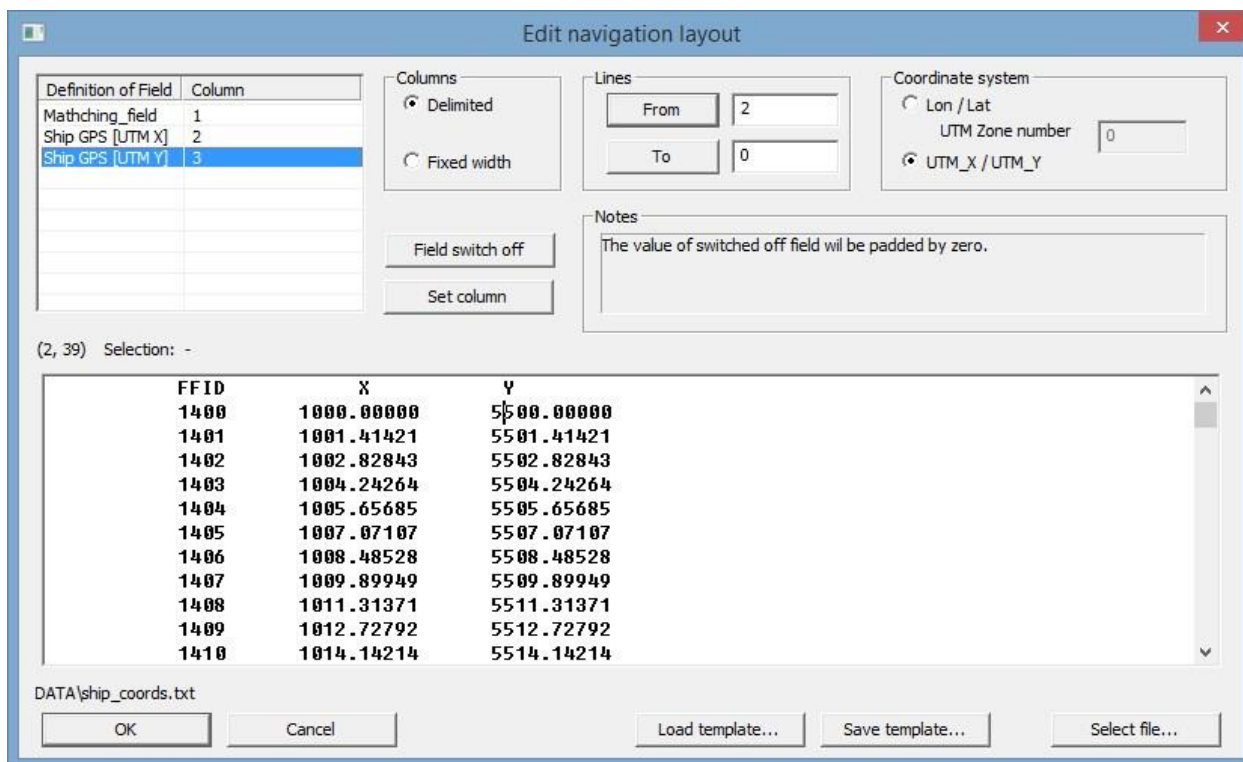 Edit navigation layout
Definition of Field Column
Mathching_field 1
Ship GPS [UTM X] 2
Ship GPS [UTM Y] 3
Columns
Delimited
Fixed width
Field switch off
Set column
Lines
From 2
To 0
Coordinate system
Lon / Lat
UTM Zone number 0
UTM_X / UTM_Y
Notes
The value of switched off field wil be padded by zero.
(2, 39) Selection: -
FFID X Y
1400 1000.00000 5500.00000
1401 1001.41421 5501.41421
1402 1002.82843 5502.82843
1403 1004.24264 5504.24264
1404 1005.65685 5505.65685
1405 1007.07107 5507.07107
1406 1008.48528 5508.48528
1407 1009.89949 5509.89949
1408 1011.31371 5511.31371
1409 1012.72792 5512.72792
1410 1014.14214 5514.14214
DATA\ship_coords.txt
OK Cancel Load template... Save template... Select file...